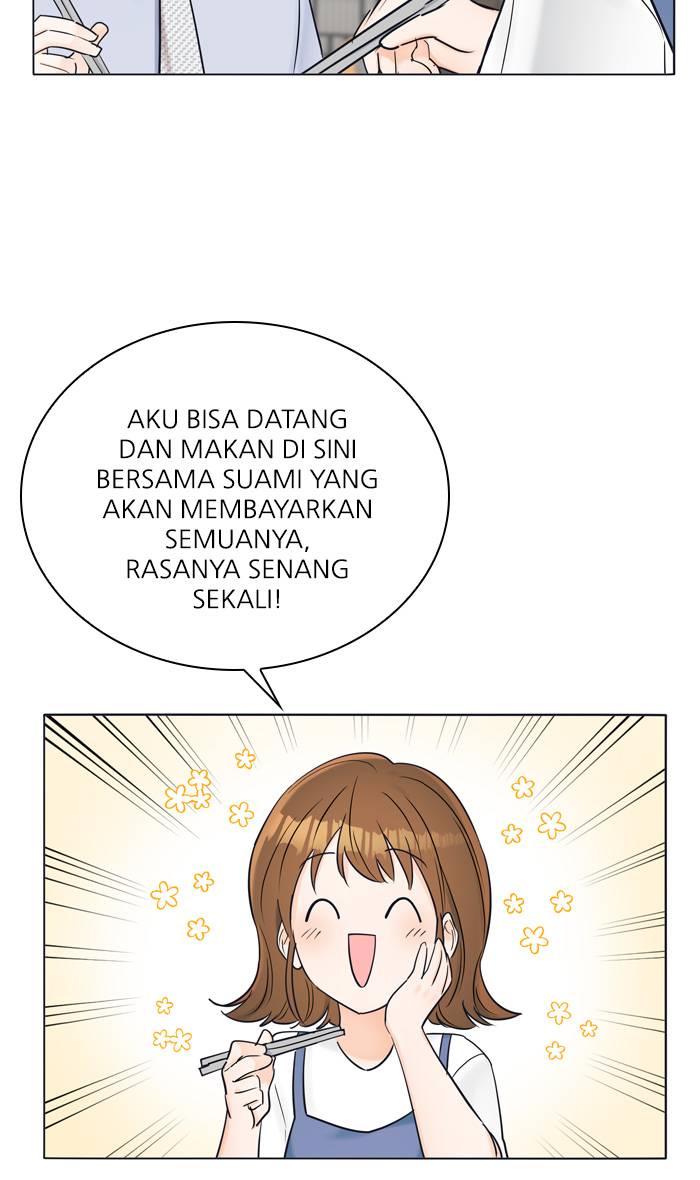 AKU BISA DATANG
DAN MAKAN DI SINI
BERSAMA SUAMI YANG
AKAN MEMBAYARKAN
SEMUANYA,
RASANYA SENANG
SEKALI!